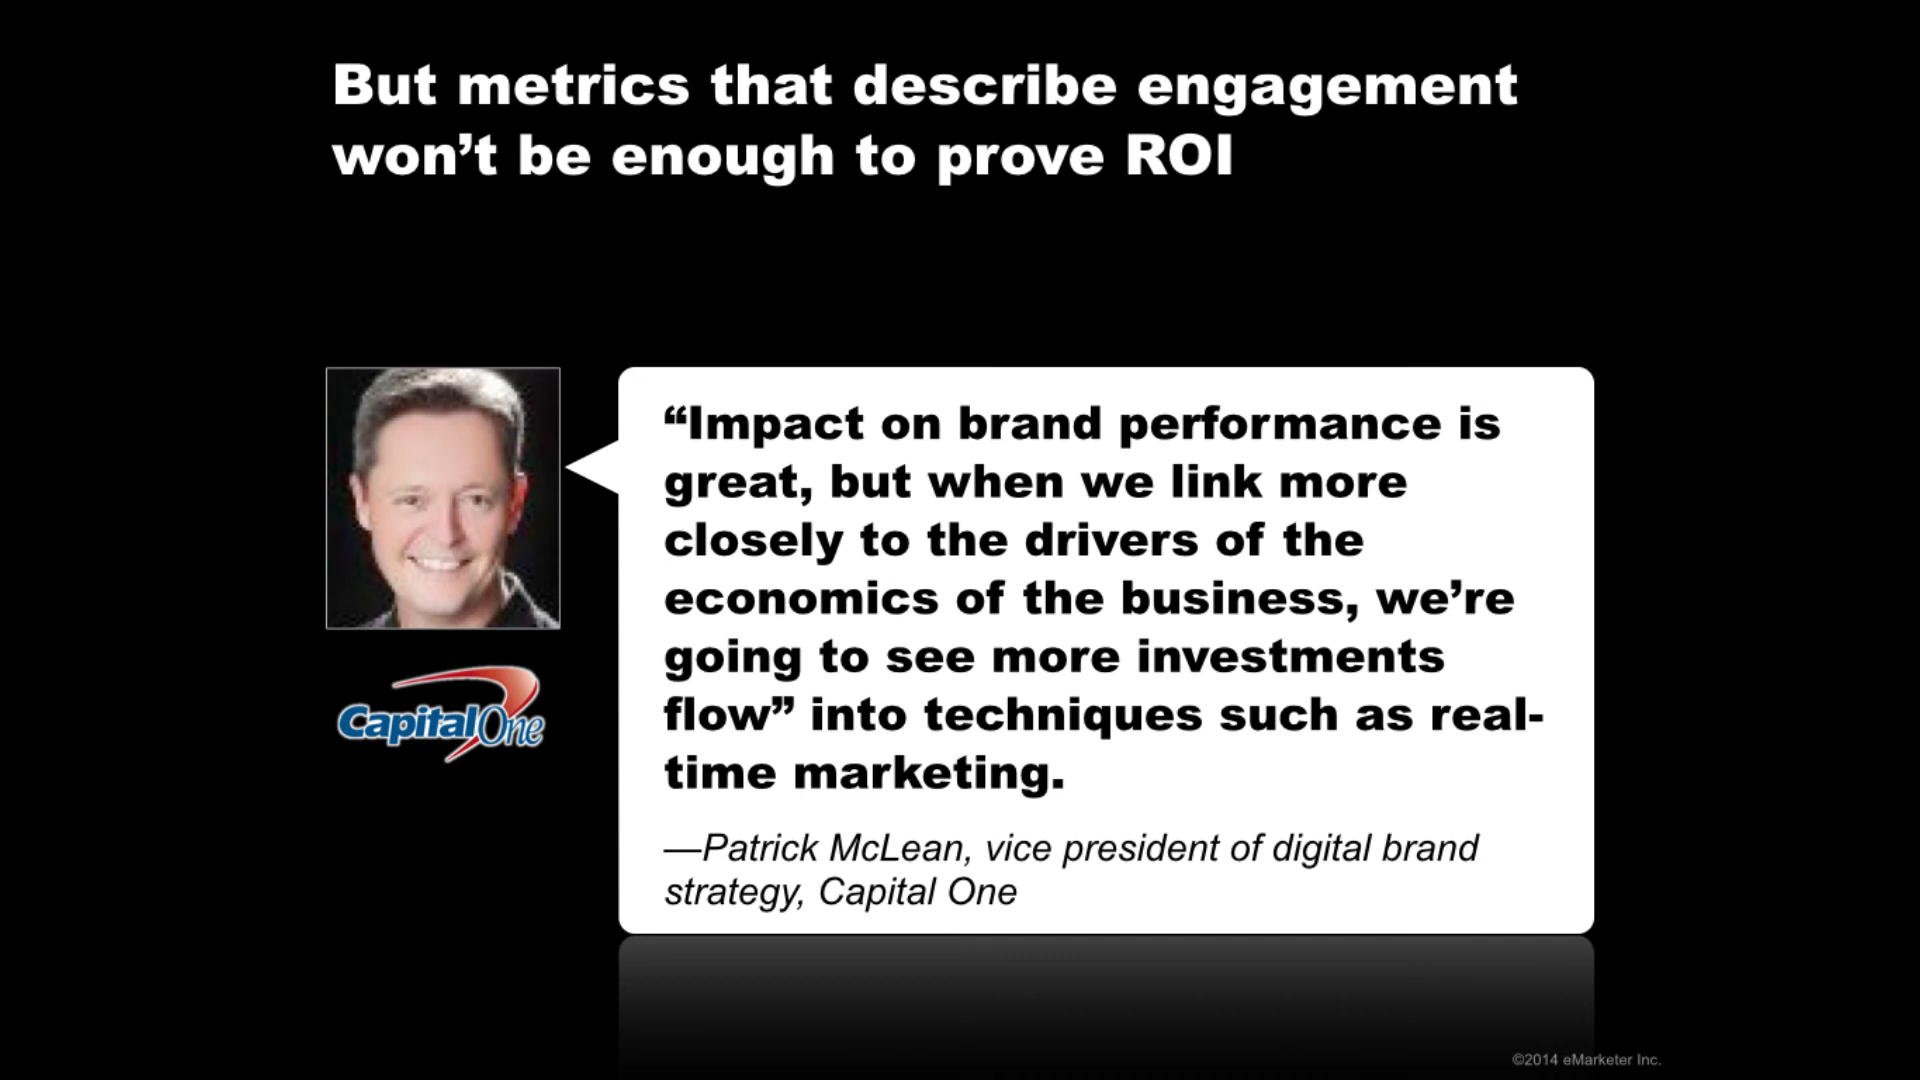 But metrics that describe engagement
won’t be enough to prove ROI
“Impact on brand performance is
great, but when we link more
closely to the drivers of the
economics of the business, we’re
going to see more investments
flow” into techniques such as real-
time marketing.
—Patrick McLean, vice president of digital brand
strategy, Capital One
CapitalOne
©2014 eMarketer Inc.